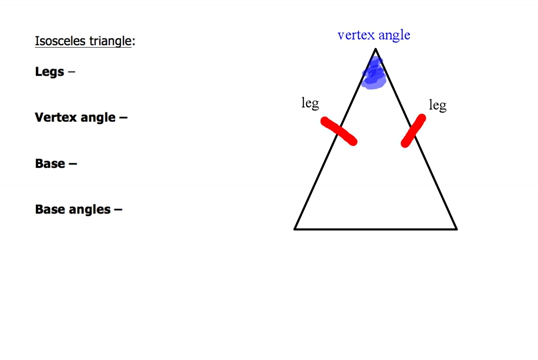 Isosceles triangle:
Legs –
Vertex angle –
Base –
Base angles –
vertex angle
leg
leg